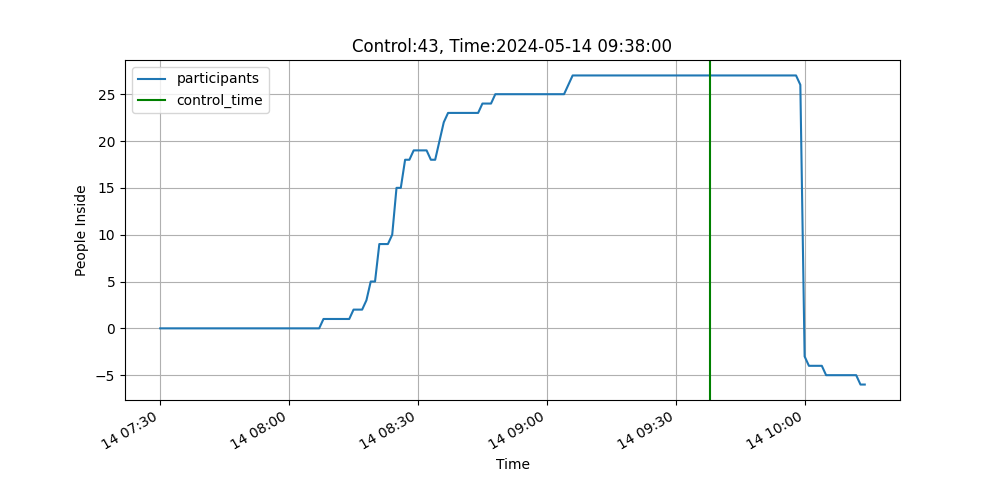 Control:43, Time:2024-05-14 09:38:00
participants
control_time
People Inside
25
20
15
10
5
0
−5
14 07:30
14 08:00
14 08:30
14 09:00
14 09:30
14 10:00
Time